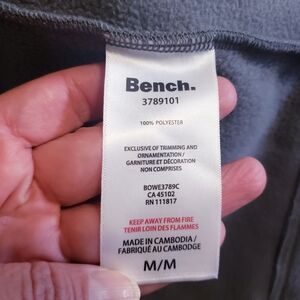 Bench.
3789101
100% POLYESTER
EXCLUSIVE OF TRIMMING AND
ORNAMENTATION/
GARNITURE ET DÉCORATION
NON COMPRISES
BOWE3789C
CA 45102
RN 111817
KEEP AWAY FROM FIRE
TENIR LOIN DES FLAMMES
MADE IN CAMBODIA/
FABRIQUÉ AU CAMBODGE
M/M